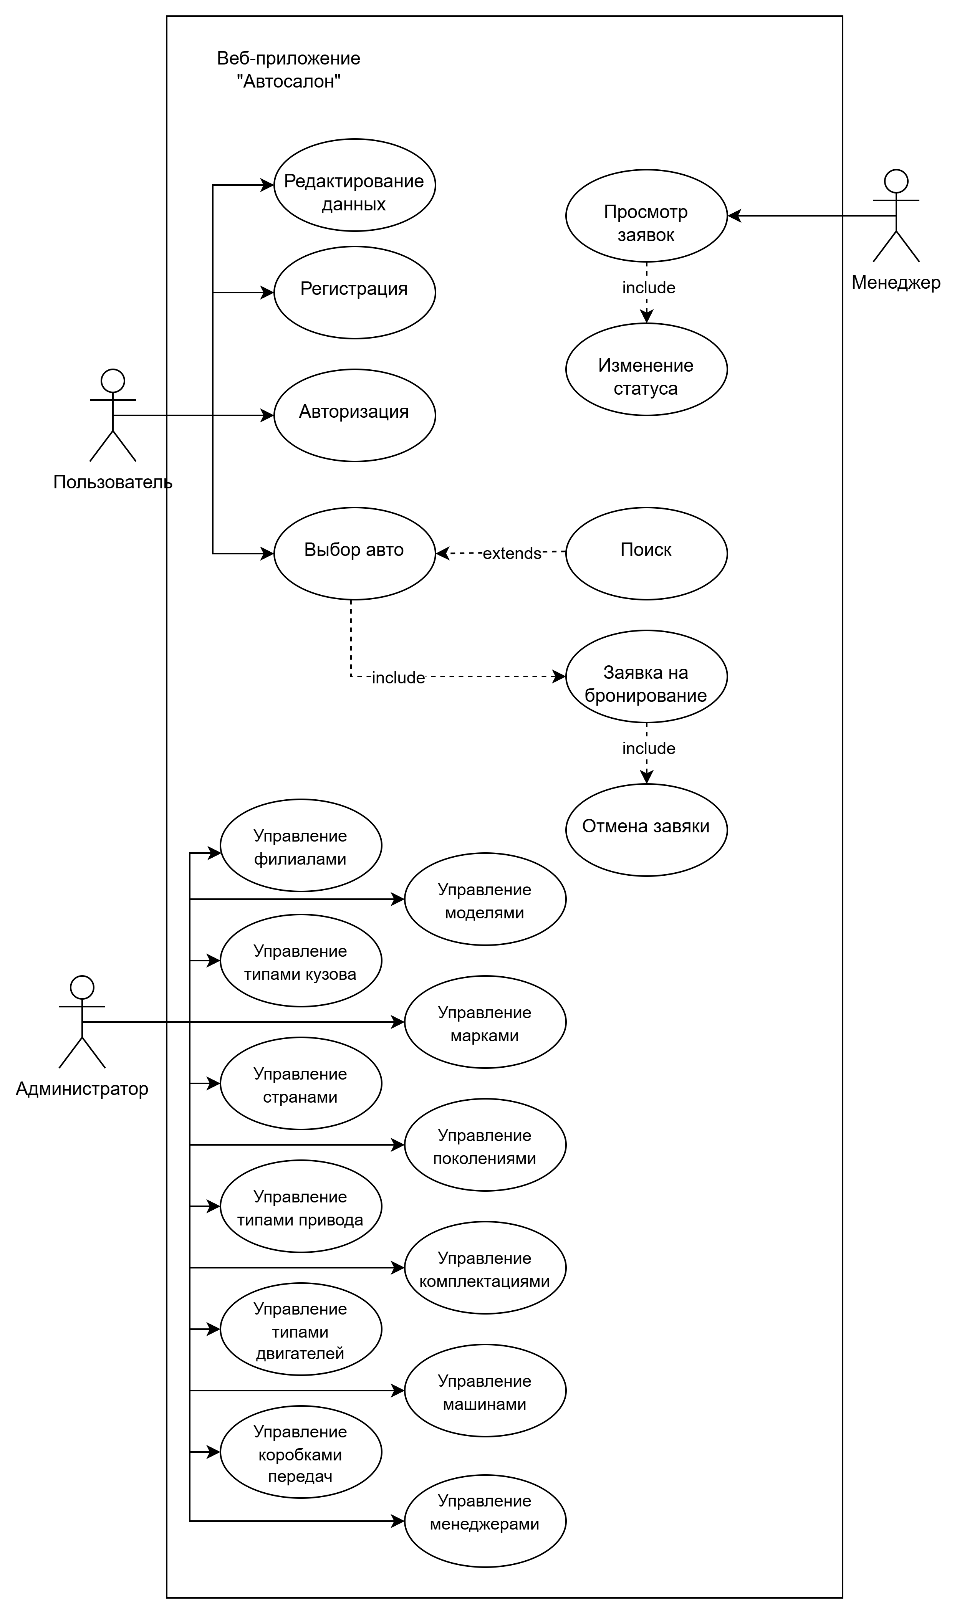 Веб-приложение
"Автосалон"
Редактирование
данных
Просмотр
заявок
Менеджер
Регистрация
include
Изменение
статуса
Авторизация
Пользователь
Выбор авто
extends
Поиск
include
Заявка на
бронирование
include
Отмена завяки
Управление
филиалами
Управление
моделями
Управление
типами кузова
Управление
марками
Администратор
Управление
странами
Управление
поколениями
Управление
типами привода
Управление
комплектациями
Управление
типами
двигателей
Управление
машинами
Управление
коробками
передач
Управление
менеджерами